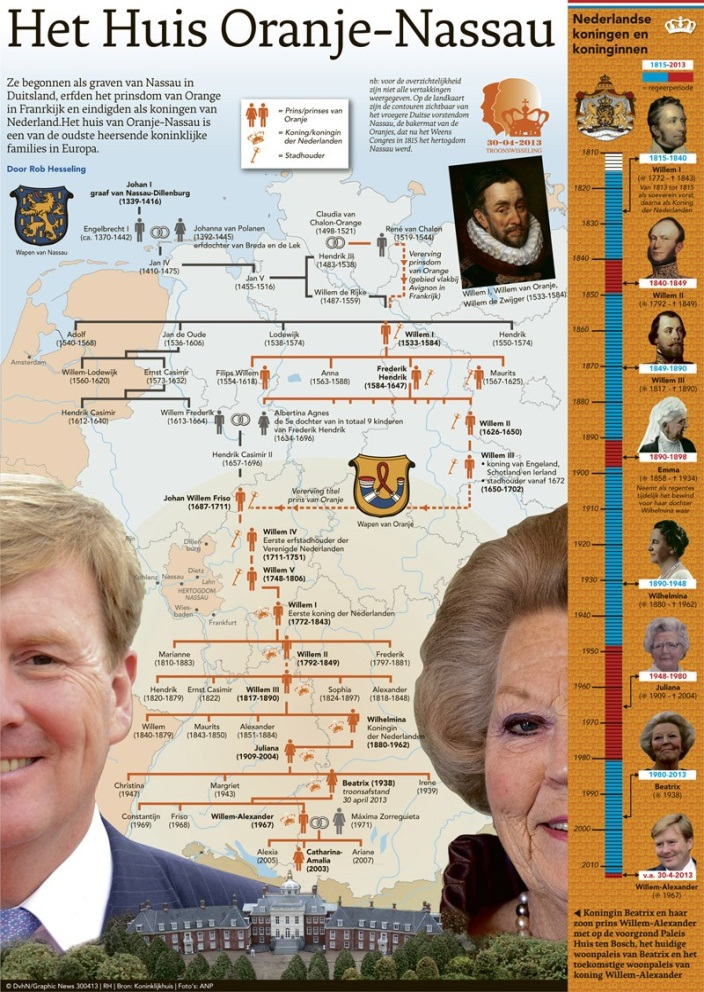 Het Huis Oranje-Nassau
Ze begonnen als graven van Nassau in
Duitsland, erfden het prinsdom van Orange
in Franrkijk en eindigden als koningen van
Nederland.Het huis van Oranje-Nassau is
een van de oudste heersende koninklijke
families in Europa.
Door Rob Hesseling
= Prins/prinses van
Oranje
= Koning/koningin
der Nederlanden
= Stadhouder
nb: voor de overzichtelijkheid
zijn niet alle vertakkingen
weergegeven. Op de landkaart
zijn de contouren zichtbaar van
het vroegere Duitse vorstendom
Nassau, de bakermat van de
Oranjes, dat na het Weens
Congres in 1815 het hertogdom
Nassau werd.
30-04-2013
TROONSWISSELING
Wapen van Nassau
Johan I
graaf van Nassau-Dillenburg
(1339-1416)
Engelbrecht I
(ca. 1370-1442)
Johanna van Polanen
(1392-1445)
erfdochter van Breda en de Lek
Jan IV
(1410-1475)
Jan V
(1455-1516)
Claudia van
Chalon-Orange
(1498-1521)
René van Chalon
(1519-1544)
Hendrik III
(1483-1538)
Willem de Rijke
(1487-1559)
Vererving
prinsdom
van Orange
(gebied vlakbij
Avignon in
Frankrijk)
Willem I, Willem van Oranje,
Willem de Zwijger (1533-1584)
Adolf
(1540-1568)
Jan de Oude
(1536-1606)
Lodewijk
(1538-1574)
Willem I
(1533-1584)
Hendrik
(1550-1574)
Amsterdam
Willem-Lodewijk
(1560-1620)
Ernst Casimir
(1573-1632)
Filips Willem
(1554-1618)
Anna
(1563-1588)
Frederik
Hendrik
(1584-1647)
Maurits
(1567-1625)
Hendrik Casimir
(1612-1640)
Willem Frederik
(1613-1664)
Albertina Agnes
de 5e dochter van in totaal 9 kinderen
van Frederik Hendrik
(1634-1696)
Willem II
(1626-1650)
Hendrik Casimir II
(1657-1696)
Willem III
• koning van Engeland,
Schotland en Ierland
• stadhouder vanaf 1672
(1650-1702)
Johan Willem Friso
(1687-1711)
Vererving titel
prins van Oranje
Wapen van Oranje
Willem IV
Eerste erfstadhouder der
Verenigde Nederlanden
(1711-1751)
Willem V
(1748-1806)
Rijn
Dillen-
burg
Dietz
Koblenz
Nassau
Lahn
HERTOGDOM
NASSAU
Wies-
baden
Frankfurt
Willem I
Eerste koning der Nederlanden
(1772-1843)
Marianne
(1810-1883)
Willem II
(1792-1849)
Frederik
(1797-1881)
Hendrik
(1820-1879)
Ernst Casimir
(1822)
Willem III
(1817-1890)
Sophia
(1824-1897)
Alexander
(1818-1848)
Willem
(1840-1879)
Maurits
(1843-1850)
Alexander
(1851-1884)
Wilhelmina
Koningin
der Nederlanden
(1880-1962)
Juliana
(1909-2004)
Christina
(1947)
Margriet
(1943)
Beatrix (1938)
troonsafstand
30 april 2013
Irene
(1939)
Constantijn
(1969)
Friso
(1968)
Willem-Alexander
(1967)
Máxima Zorreguieta
(1971)
Alexia
(2005)
Catharina-
Amalia
(2003)
Ariane
(2007)
© DvhN/Graphic News 300413 | RH | Bron: Koninklijkhuis | Foto's: ANP
Nederlandse
koningen en
koninginnen
1815-2013
= regeerperiode
1810
1820
1830
1840
1850
1860
1870
1880
1890
1900
1910
1920
1930
1940
1950
1960
1970
1980
1990
2000
2010
1815-1840
Willem I
(※ 1772 - † 1843)
Van 1813 tot 1815
als soeverein vorst,
daarna als Koning
der Nederlanden
1840-1849
Willem II
(※ 1792 - † 1849)
1849-1890
Willem III
(※ 1817 - † 1890)
1890-1898
Emma
(※ 1858 - † 1934)
Neemt als regentes
tijdelijk het bewind
voor haar dochter
Wilhelmina waar
1890-1948
Wilhelmina
(※ 1880 - † 1962)
1948-1980
Juliana
(※ 1909 - † 2004)
1980-2013
Beatrix
(※ 1938)
v.a. 30-4-2013
Willem-Alexander
(※ 1967)
◀ Koningin Beatrix en haar
zoon prins Willem-Alexander
met op de voorgrond Paleis
Huis ten Bosch, het huidige
woonpaleis van Beatrix en het
toekomstige woonpaleis van
koning Willem-Alexander